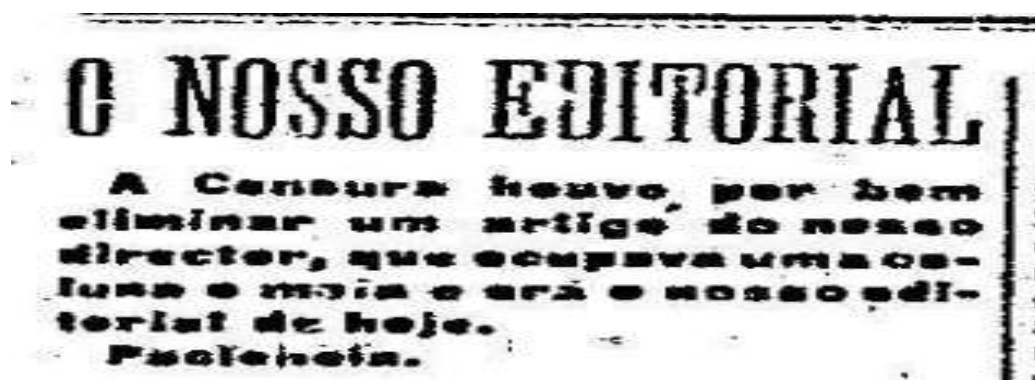 O NOSSO EDITORIAL
A Censura houve, por bem
eliminar um artigo do nosso
director, que ocupava uma co-
luna e meia e era o nosso edi-
torial de hoje.
Paciencia.